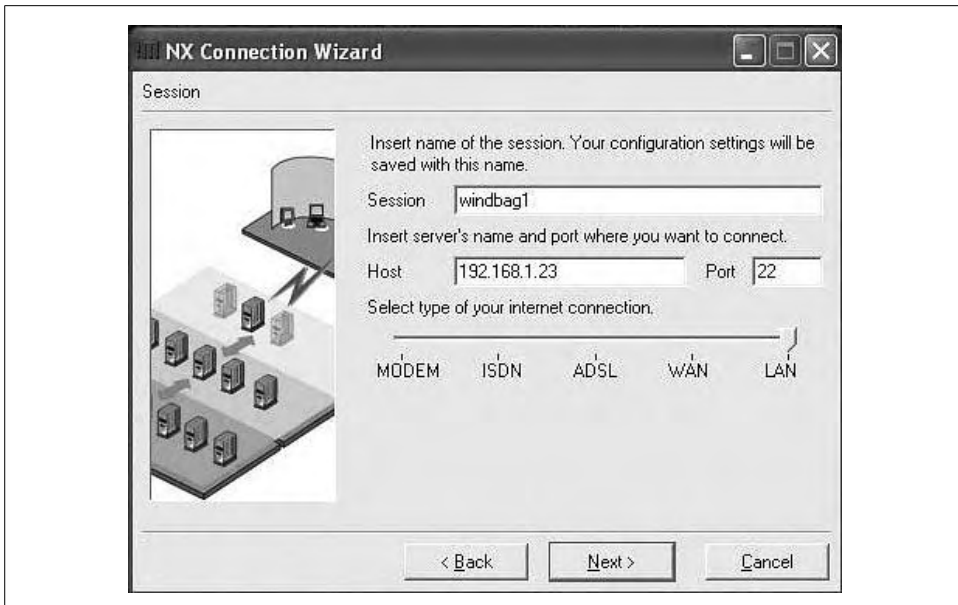 NX Connection Wizard
Session
Insert name of the session. Your configuration settings will be
saved with this name.
Session windbag1
Insert server's name and port where you want to connect.
Host 192.168.1.23 Port 22
Select type of your internet connection.
MODEM ISDN ADSL WAN LAN
< Back Next > Cancel